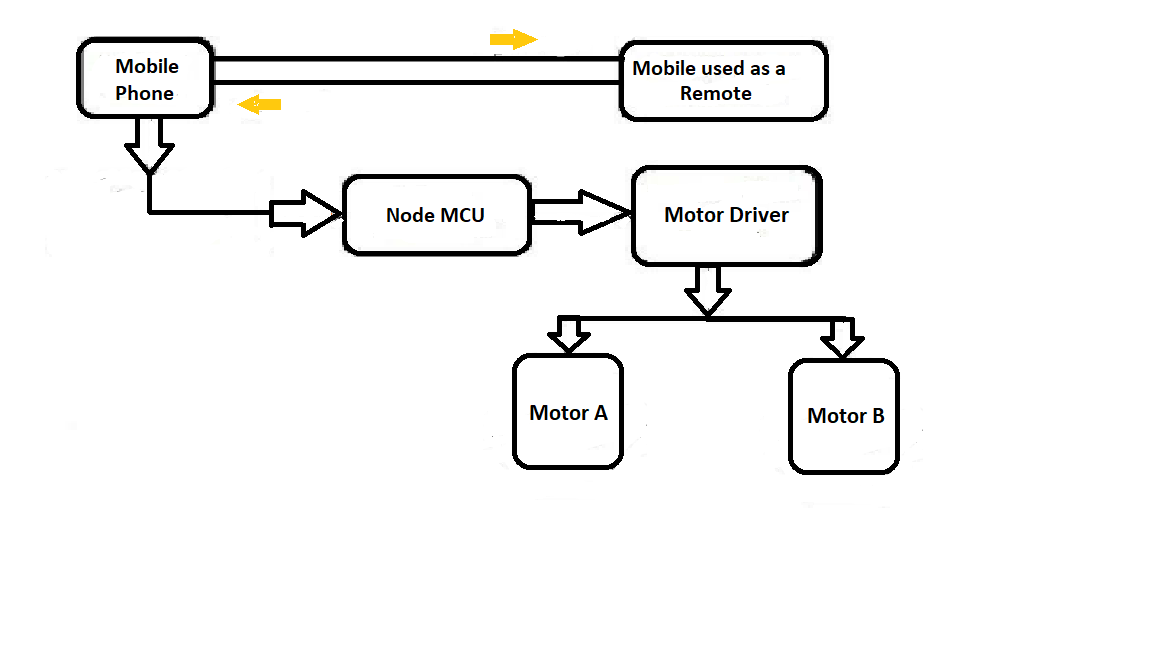 Mobile
Phone
Mobile used as a
Remote
Node MCU
Motor Driver
Motor A
Motor B